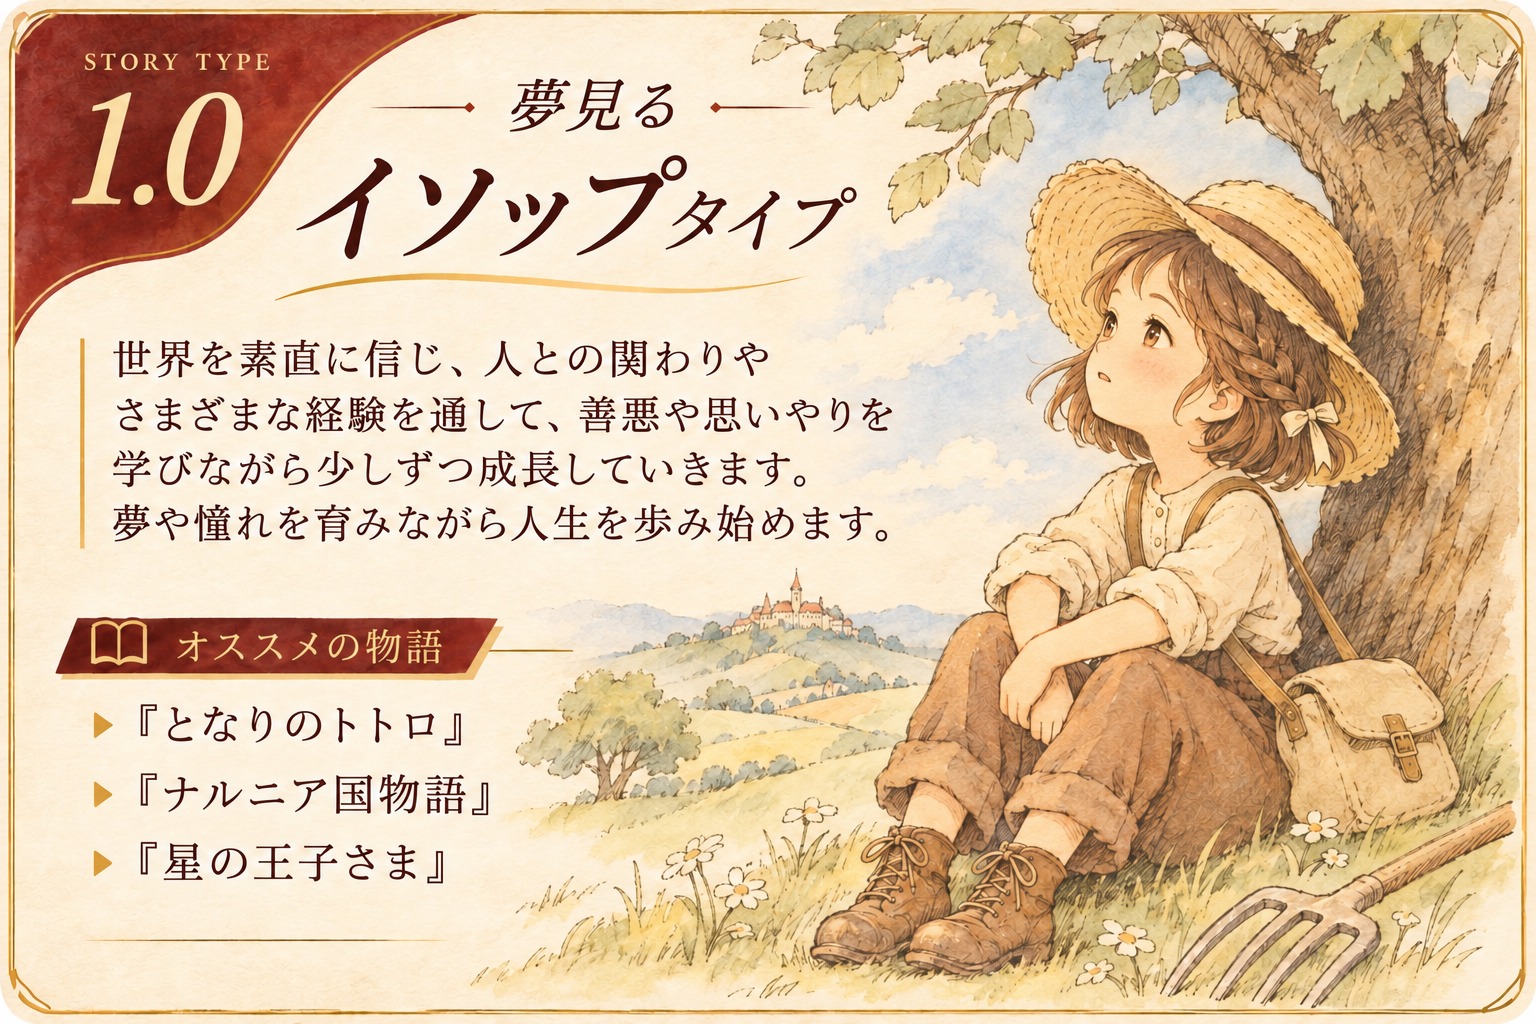 STORY TYPE
1.0
夢見る
イソップタイプ
世界を素直に信じ、人との関わりや
さまざまな経験を通して、善悪や思いやりを
学びながら少しずつ成長していきます。
夢や憧れを育みながら人生を歩み始めます。
オススメの物語
『となりのトトロ』
『ナルニア国物語』
『星の王子さま』